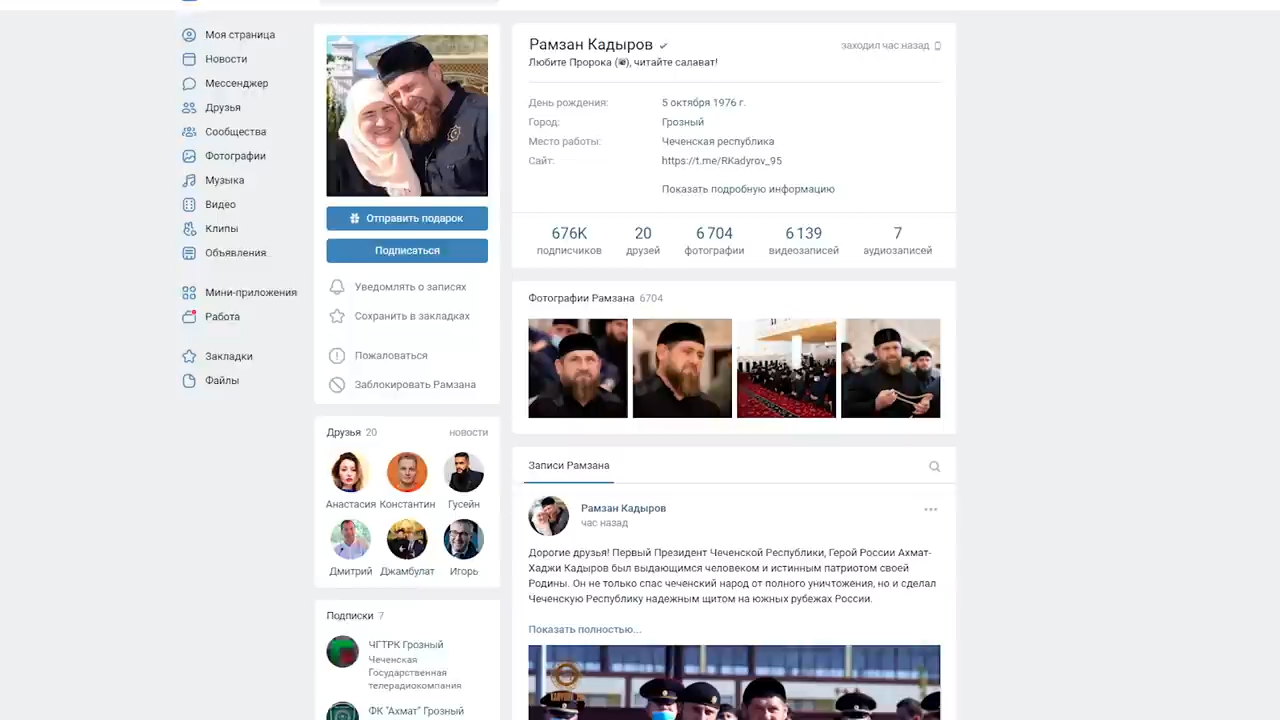 Моя страница
Новости
Мессенджер
Друзья
Сообщества
Фотографии
Музыка
Видео
Клипы
Объявления
Мини-приложения
Работа
Закладки
Файлы
Отправить подарок
Подписаться
Уведомлять о записях
Сохранить в закладках
Пожаловаться
Заблокировать Рамзана
Друзья 20 новости
Анастасия Константин Гусейн
Дмитрий Джамбулат Игорь
Подписки 7
ЧГТРК Грозный
Чеченская
Государственная
телерадиокомпания
ФК "Ахмат" Грозный
Рамзан Кадыров заходил час назад
Любите Пророка (ﷺ), читайте салават!
День рождения: 5 октября 1976 г.
Город: Грозный
Место работы: Чеченская республика
Сайт: https://t.me/RKadyrov_95
Показать подробную информацию
676K 20 6 704 6 139 7
подписчиков друзей фотографии видеозаписей аудиозаписей
Фотографии Рамзана 6704
Записи Рамзана
Рамзан Кадыров
час назад
Дорогие друзья! Первый Президент Чеченской Республики, Герой России Ахмат-
Хаджи Кадыров был выдающимся человеком и истинным патриотом своей
Родины. Он не только спас чеченский народ от полного уничтожения, но и сделал
Чеченскую Республику надежным щитом на южных рубежах России.
Показать полностью...